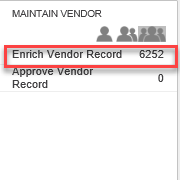 MAINTAIN VENDOR
Enrich Vendor Record 6252
Approve Vendor
Record 0